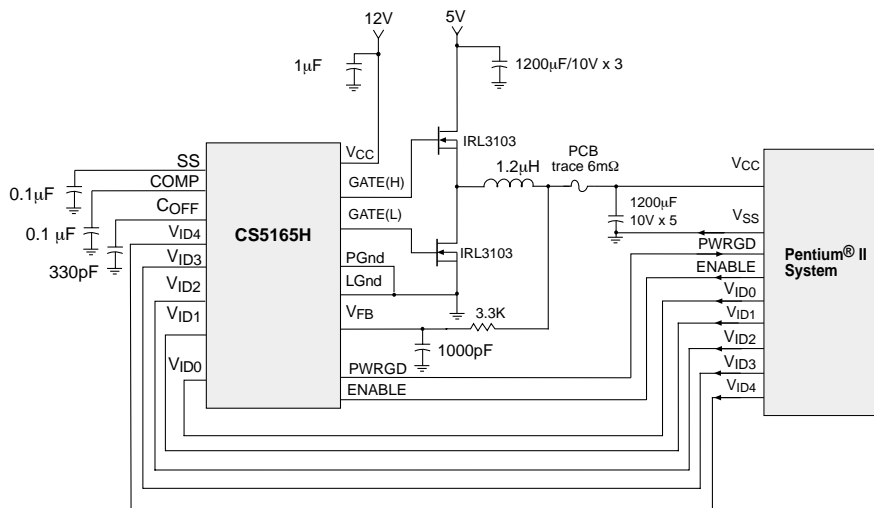 12V
5V
1μF
1200μF/10V x 3
IRL3103
SS
COMP
COFF
VID4
VID3
VID2
VID1
VID0
0.1μF
0.1 μF
330pF
CS5165H
VCC
GATE(H)
GATE(L)
PGnd
LGnd
VFB
PWRGD
ENABLE
1.2μH
PCB
trace 6mΩ
IRL3103
3.3K
1000pF
1200μF
10V x 5
VCC
VSS
PWRGD
ENABLE
VID0
VID1
VID2
VID3
VID4
Pentium® II
System